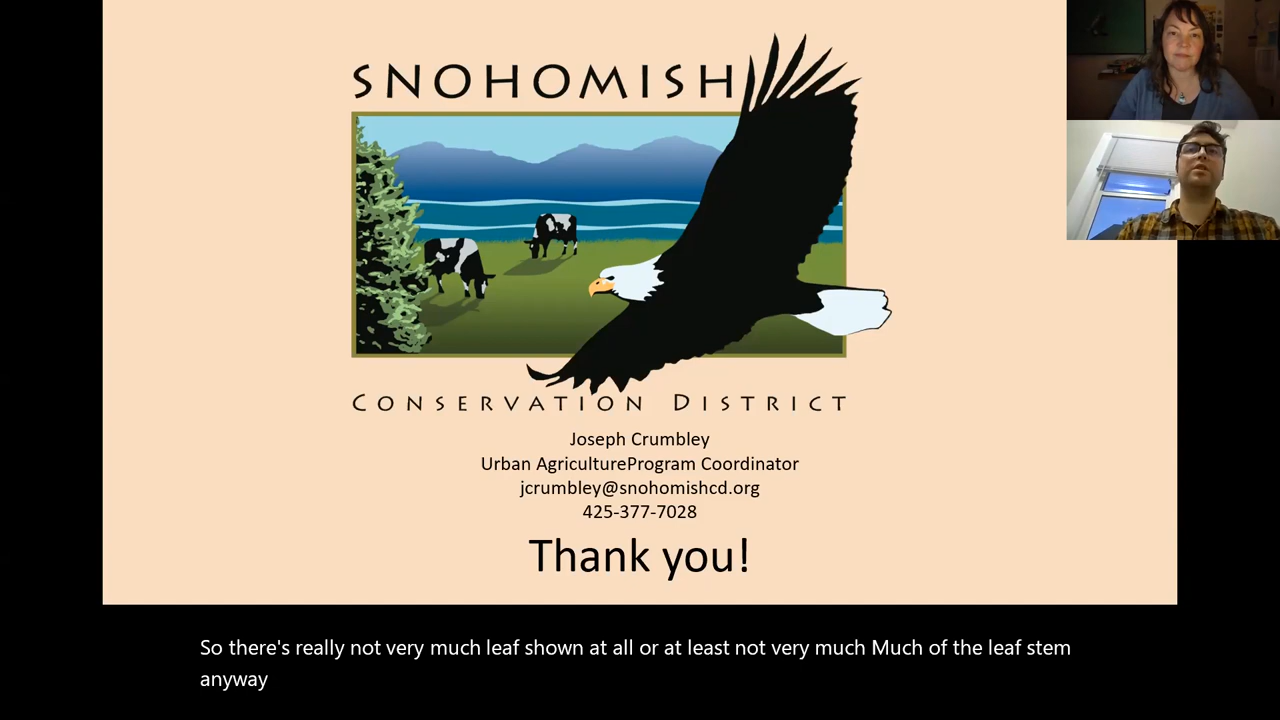 SNOHOMISH
CONSERVATION DISTRICT
Joseph Crumbley
Urban AgricultureProgram Coordinator
jcrumbley@snohomishcd.org
425-377-7028
Thank you!
So there's really not very much leaf shown at all or at least not very much Much of the leaf stem
anyway